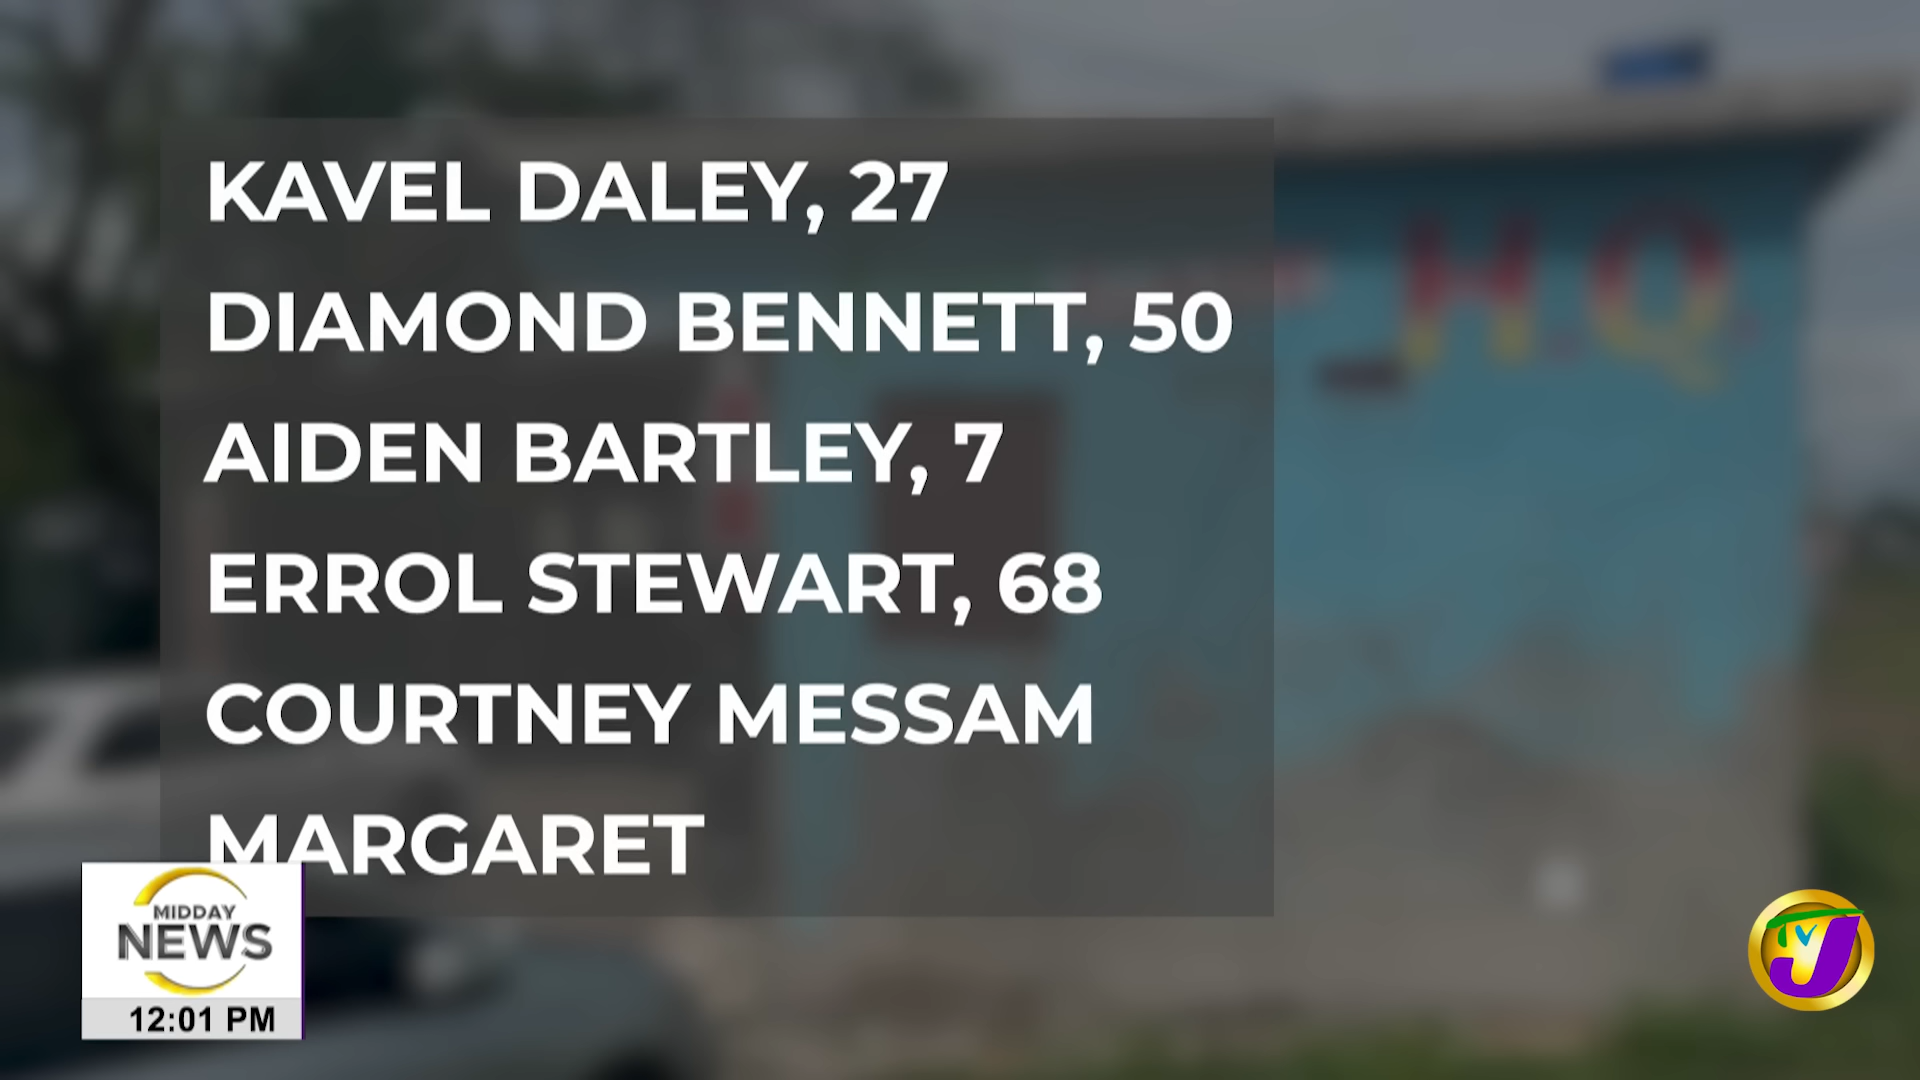 KAVEL DALEY, 27
DIAMOND BENNETT, 50
AIDEN BARTLEY, 7
ERROL STEWART, 68
COURTNEY MESSAM
MARGARET
H.Q.
MIDDAY
NEWS
12:01 PM
TVJ